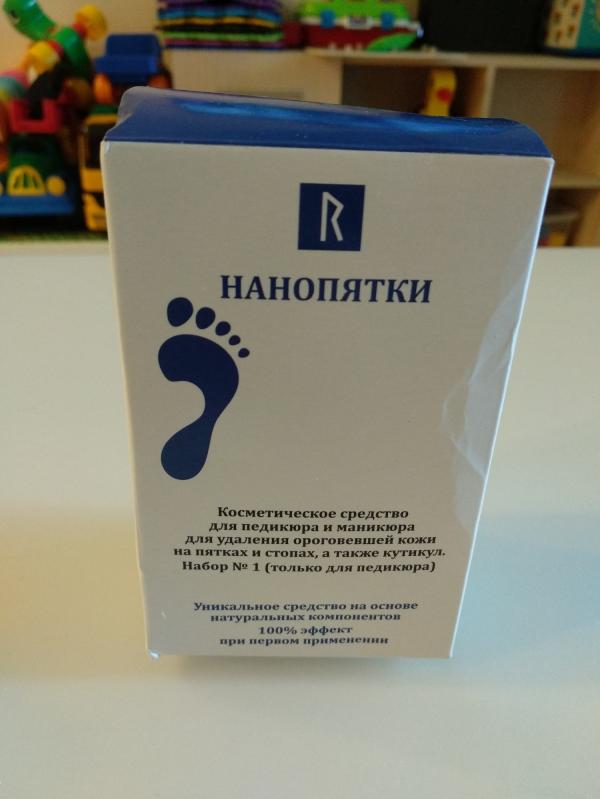 R
НАНОПЯТКИ
Косметическое средство
для педикюра и маникюра
для удаления ороговевшей кожи
на пятках и стопах, а также кутикул.
Набор № 1 (только для педикюра)
Уникальное средство на основе
натуральных компонентов
100% эффект
при первом применении